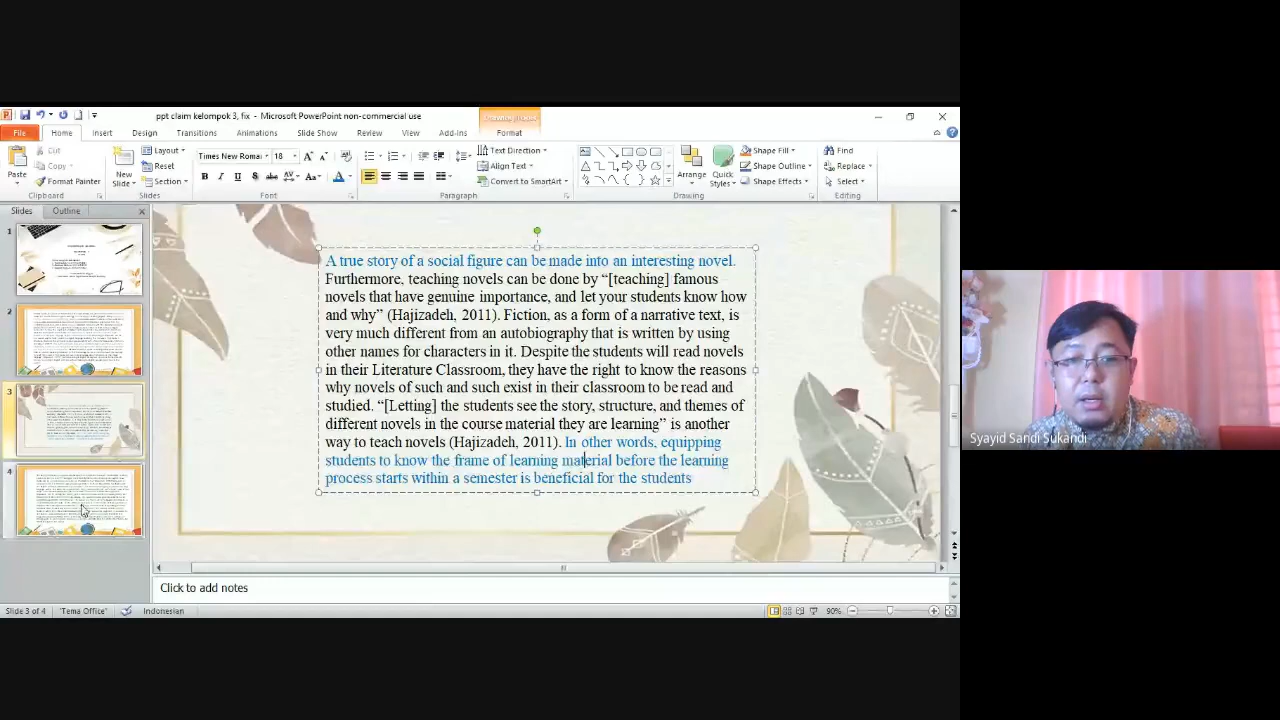 ppt claim kelompok 3, fix - Microsoft PowerPoint non-commercial use
Drawing Tools
File Home Insert Design Transitions Animations Slide Show Review View Add-Ins Format
Paste
Cut
Copy
Format Painter
Clipboard
New Slide
Layout
Reset
Section
Slides
Times New Romai 18
Font
Text Direction
Align Text
Convert to SmartArt
Paragraph
Arrange
Quick Styles
Shape Fill
Shape Outline
Shape Effects
Drawing
Find
Replace
Select
Editing
Slides Outline
1
2
3
4
A true story of a social figure can be made into an interesting novel.
Furthermore, teaching novels can be done by “[teaching] famous
novels that have genuine importance, and let your students know how
and why” (Hajizadeh, 2011). Fiction, as a form of a narrative text, is
very much different from autobiography that is written by using
other names for characters in it. Despite the students will read novels
in their Literature Classroom, they have the right to know the reasons
why novels of such and such exist in their classroom to be read and
studied. “[Letting] the students see the story, structure, and themes of
different novels in the course material they are learning” is another
way to teach novels (Hajizadeh, 2011). In other words, equipping
students to know the frame of learning material before the learning
process starts within a semester is beneficial for the students
Click to add notes
Slide 3 of 4 "Tema Office" Indonesian 90%
Syayid Sandi Sukandi